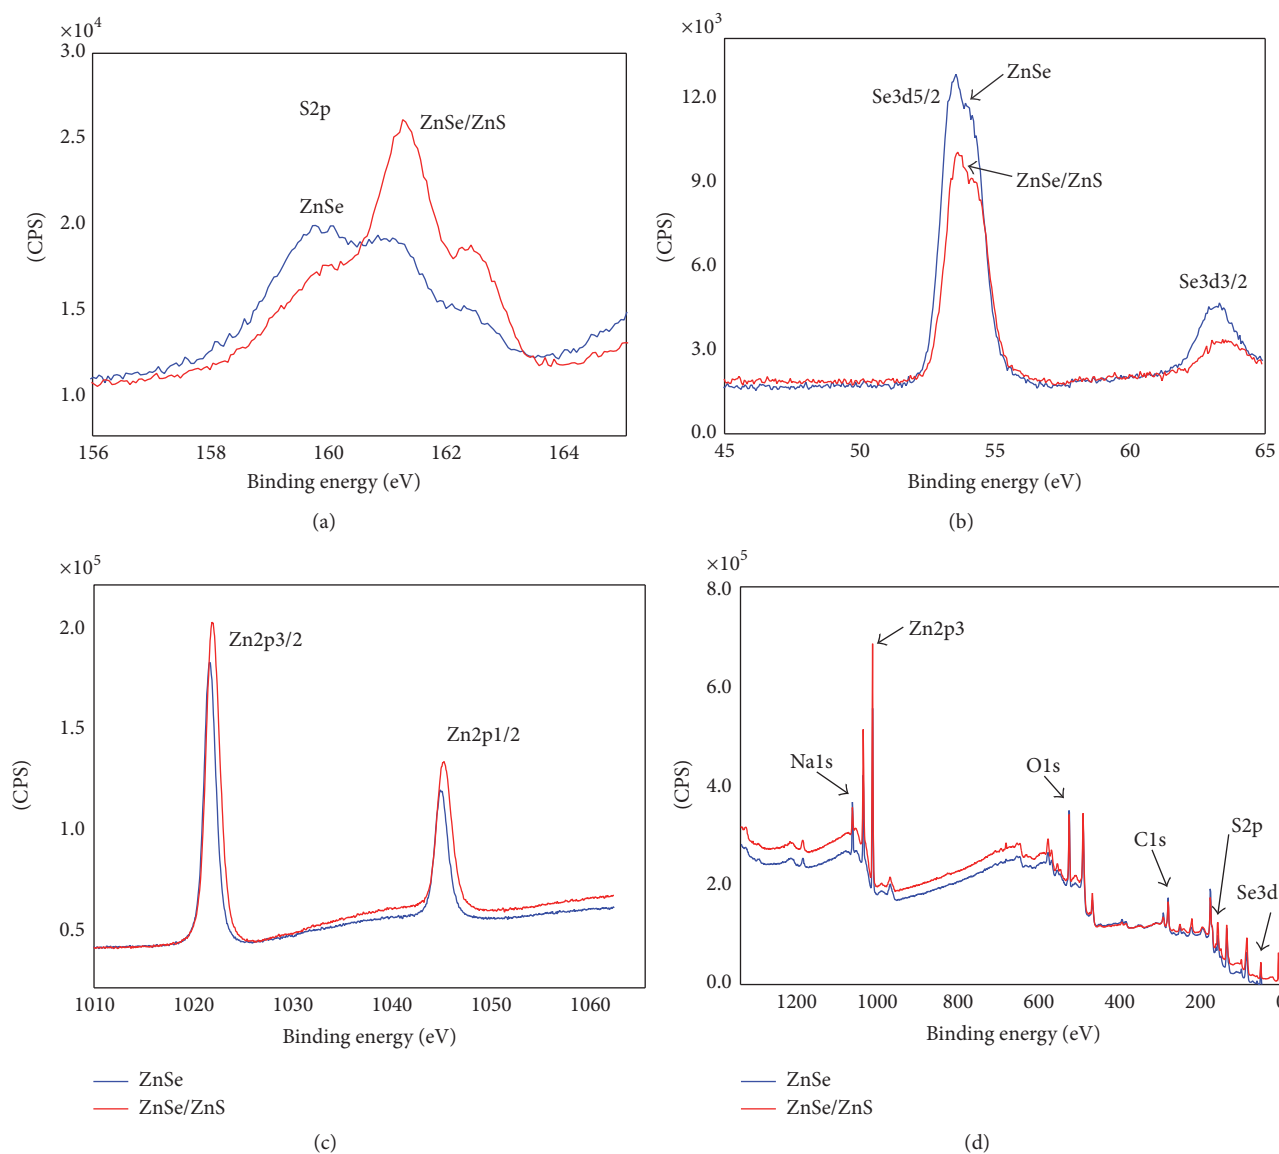 ×10⁴
3.0
2.5
2.0
1.5
1.0
(CPS)
S2p
ZnSe/ZnS
ZnSe
156 158 160 162 164
Binding energy (eV)
(a)
×10³
12.0
9.0
6.0
3.0
0.0
(CPS)
ZnSe
Se3d5/2
ZnSe/ZnS
Se3d3/2
45 50 55 60 65
Binding energy (eV)
(b)
×10⁵
2.0
1.5
1.0
0.5
(CPS)
Zn2p3/2
Zn2p1/2
1010 1020 1030 1040 1050 1060
Binding energy (eV)
ZnSe
ZnSe/ZnS
(c)
×10⁵
8.0
6.0
4.0
2.0
0.0
(CPS)
Zn2p3
Na1s
O1s
C1s
S2p
Se3d
1200 1000 800 600 400 200 0
Binding energy (eV)
ZnSe
ZnSe/ZnS
(d)